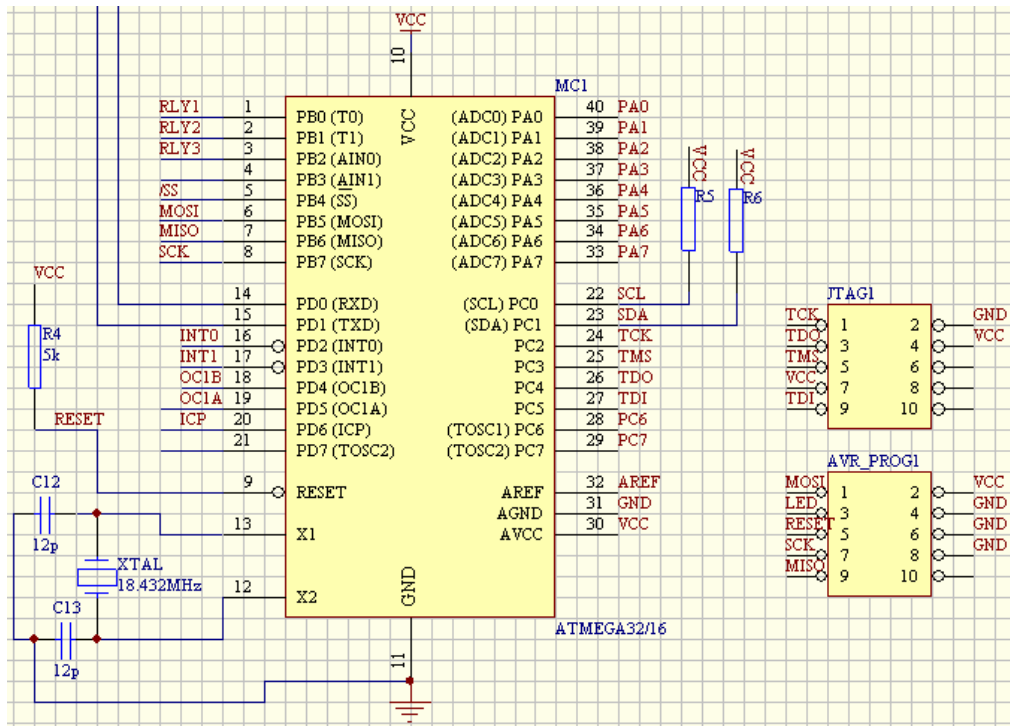 VCC
10
MC1
RLY1 1 PB0 (T0) VCC (ADC0) PA0 40 PA0
RLY2 2 PB1 (T1) (ADC1) PA1 39 PA1
RLY3 3 PB2 (AIN0) (ADC2) PA2 38 PA2
4 PB3 (AIN1) (ADC3) PA3 37 PA3
/SS 5 PB4 (SS) (ADC4) PA4 36 PA4
MOSI 6 PB5 (MOSI) (ADC5) PA5 35 PA5
MISO 7 PB6 (MISO) (ADC6) PA6 34 PA6
SCK 8 PB7 (SCK) (ADC7) PA7 33 PA7
VCC VCC
R5 R6
VCC
R4
5k
14 PD0 (RXD) (SCL) PC0 22 SCL
15 PD1 (TXD) (SDA) PC1 23 SDA
INT0 16 PD2 (INT0) PC2 24 TCK
INT1 17 PD3 (INT1) PC3 25 TMS
OC1B 18 PD4 (OC1B) PC4 26 TDO
OC1A 19 PD5 (OC1A) PC5 27 TDI
RESET ICP 20 PD6 (ICP) (TOSC1) PC6 28 PC6
21 PD7 (TOSC2) (TOSC2) PC7 29 PC7
9 RESET AREF 32 AREF
AGND 31 GND
13 X1 AVCC 30 VCC
12 X2 GND
11
ATMEGA32/16
C12
12p
XTAL
18.432MHz
C13
12p
JTAG1
TCK 1 2 GND
TDO 3 4 VCC
TMS 5 6
VCC 7 8
TDI 9 10
AVR_PROG1
MOSI 1 2 VCC
LED 3 4 GND
RESET 5 6 GND
SCK 7 8 GND
MISO 9 10